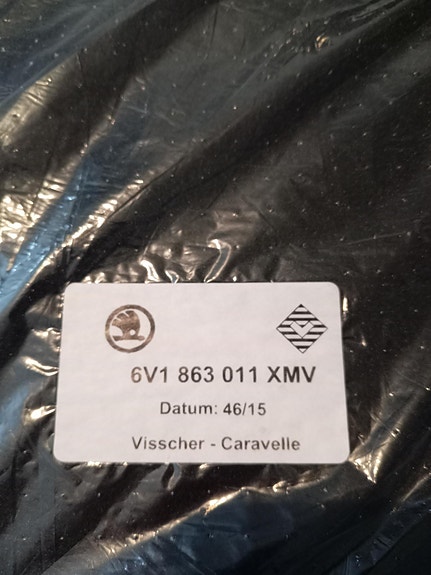 6V1 863 011 XMV
Datum: 46/15
Visscher - Caravelle